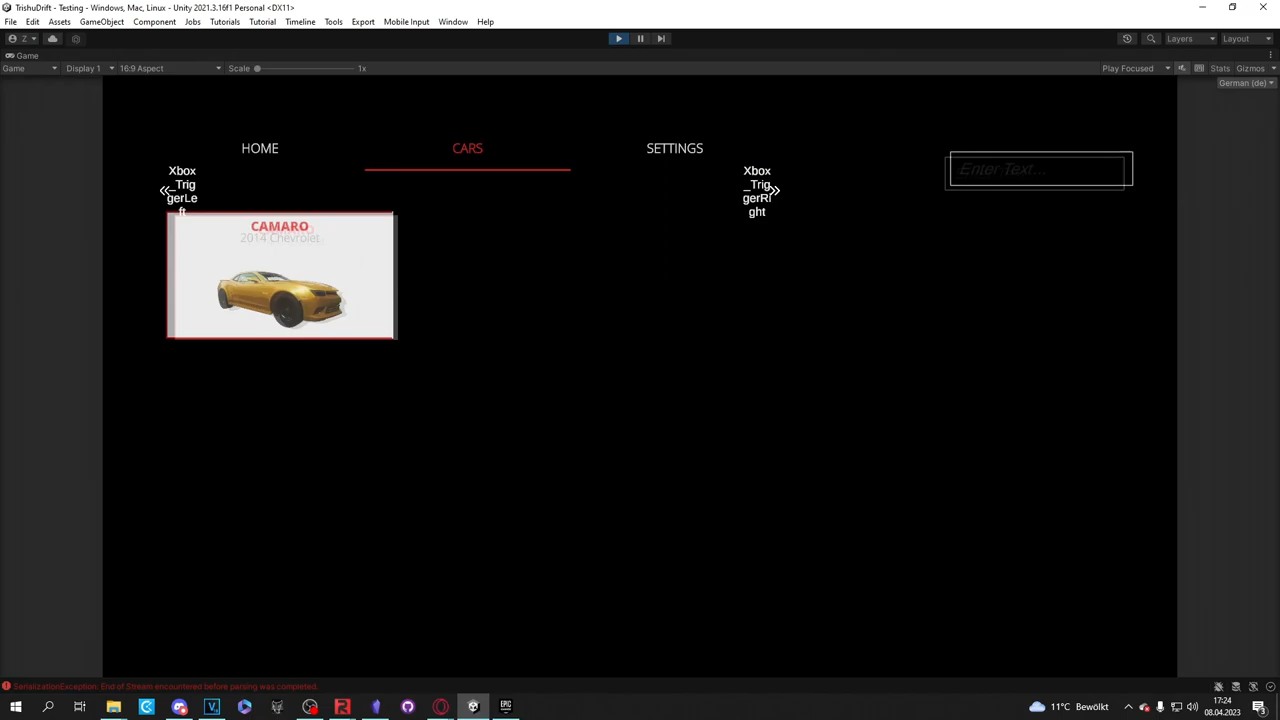 TrishuDrift - Testing - Windows, Mac, Linux - Unity 2021.3.16f1 Personal <DX11>
File Edit Assets GameObject Component Jobs Tutorials Tutorial Timeline Tools Export Mobile Input Window Help
Z Layers Layout
Game
Game Display 1 16:9 Aspect Scale 1x Play Focused Stats Gizmos
German (de)
HOME CARS SETTINGS
Xbox
_Trig
gerLe
ft
Xbox
_Trig
gerRi
ght
Enter Text...
CAMARO
2014 Chevrolet
SerializationException: End of Stream encountered before parsing was completed.
11°C Bewölkt
17:24
08.04.2023
3